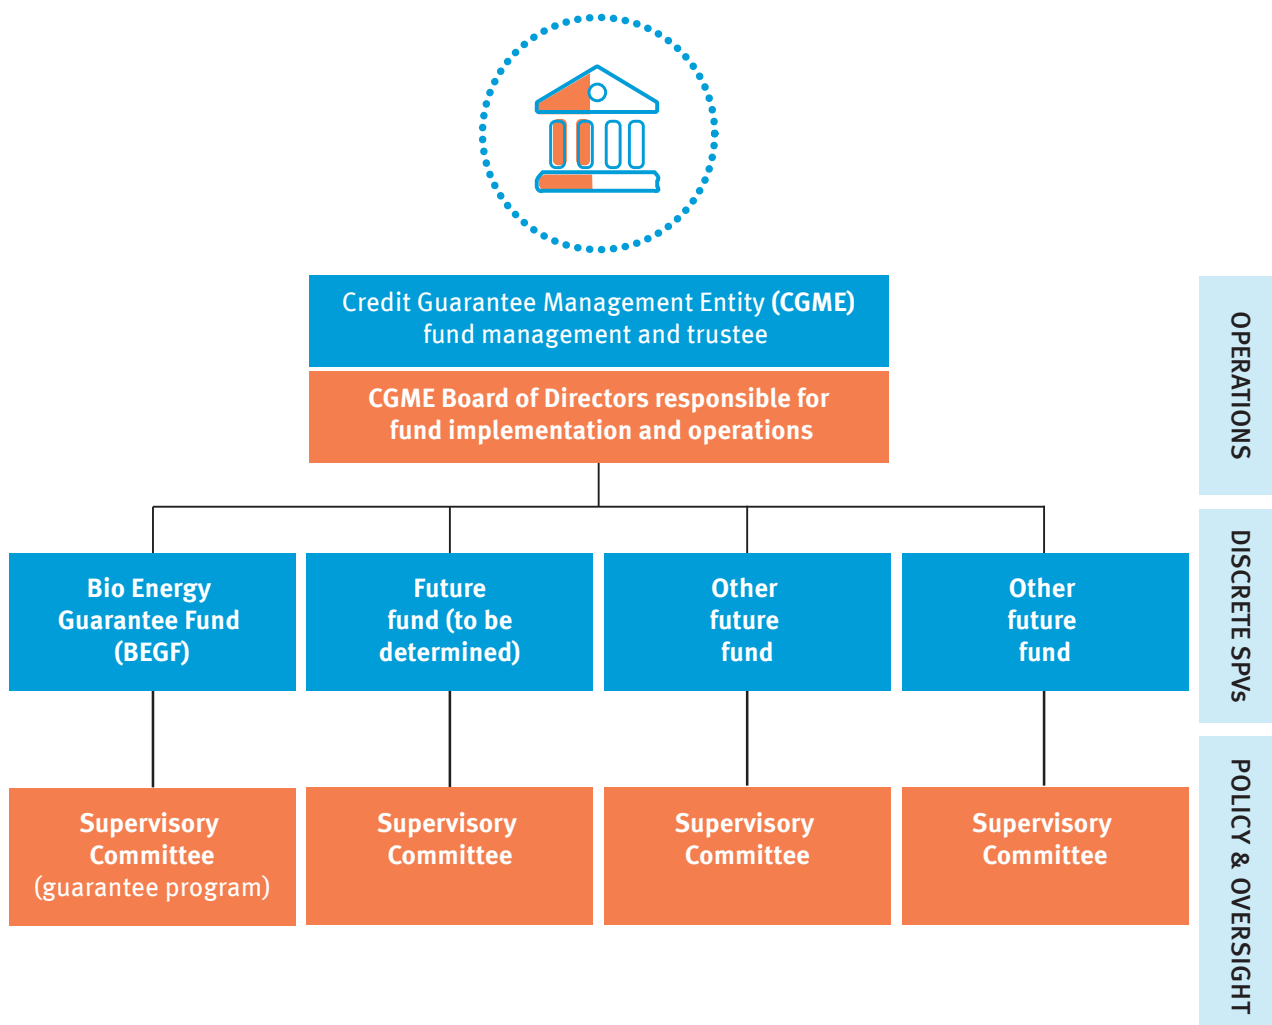 Credit Guarantee Management Entity (CGME)
fund management and trustee
CGME Board of Directors responsible for
fund implementation and operations
OPERATIONS
Bio Energy
Guarantee Fund
(BEGF)
Future
fund (to be
determined)
Other
future
fund
Other
future
fund
DISCRETE SPVs
Supervisory
Committee
(guarantee program)
Supervisory
Committee
Supervisory
Committee
Supervisory
Committee
POLICY & OVERSIGHT